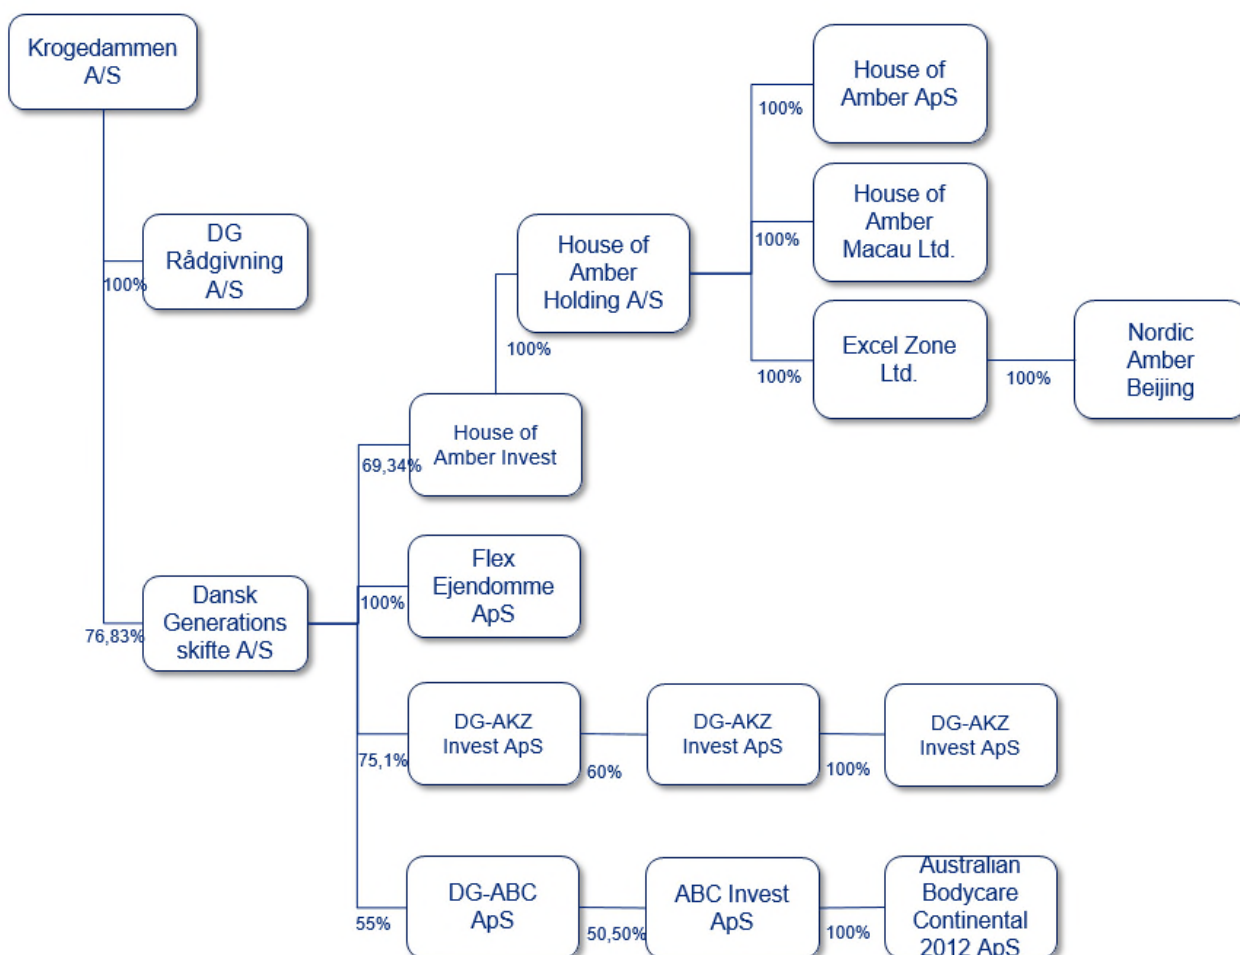 Krogedammen
A/S
100%
DG
Rådgivning
A/S
76,83%
Dansk
Generations
skifte A/S
69,34%
House of
Amber Invest
100%
House of
Amber
Holding A/S
100%
House of
Amber ApS
100%
House of
Amber
Macau Ltd.
100%
Excel Zone
Ltd.
100%
Nordic
Amber
Beijing
100%
Flex
Ejendomme
ApS
75,1%
DG-AKZ
Invest ApS
60%
DG-AKZ
Invest ApS
100%
DG-AKZ
Invest ApS
55%
DG-ABC
ApS
50,50%
ABC Invest
ApS
100%
Australian
Bodycare
Continental
2012 ApS